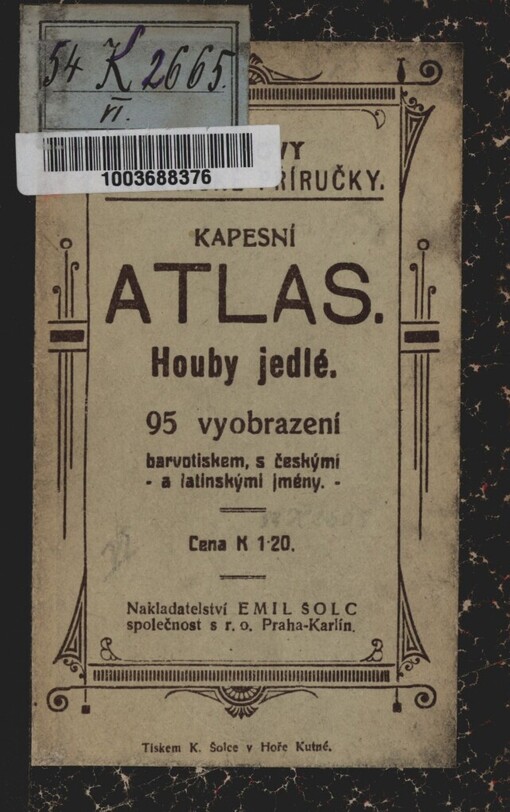 54 K 2665.
VI.
1003688376
VY
PŘÍRUČKY.
KAPESNÍ
ATLAS.
Houby jedlé.
95 vyobrazení
barvotiskem, s českými
- a latinskými jmény. -
Cena K 1·20.
Nakladatelství EMIL ŠOLC
společnost s r. o. Praha-Karlín.
Tiskem K. Šolce v Hoře Kutné.